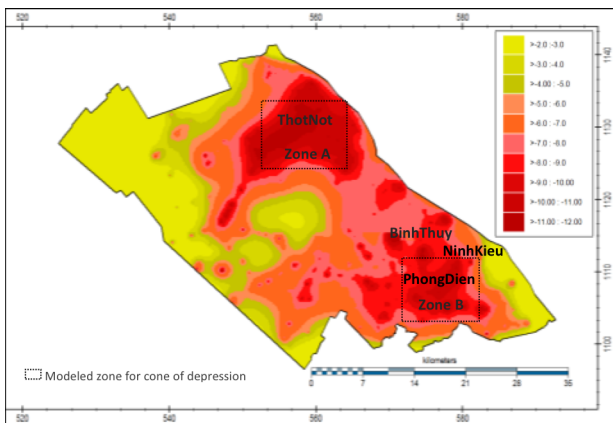 520 540 560 580
1140
1130
1120
1110
1100
>-2.0 :-3.0
>-3.0 :-4.0
>-4.00 :-5.0
>-5.0 :-6.0
>-6.0 :-7.0
>-7.0 :-8.0
>-8.0 :-9.0
>-9.0 :-10.00
>-10.00 :-11.00
>-11.00 :-12.00
ThotNot
Zone A
BinhThuy
NinhKieu
PhongDien
Zone B
Modeled zone for cone of depression
kilometers
0 7 14 21 28 35
520 540 560 580